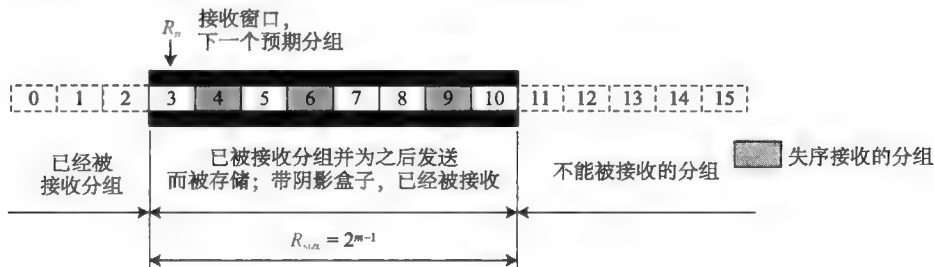 接收窗口,
Rn 下一个预期分组
0 1 2 3 4 5 6 7 8 9 10 11 12 13 14 15
已经被
接收分组
已被接收分组并为之后发送
而被存储；带阴影盒子，已经被接收
不能被接收的分组
失序接收的分组
Rsize = 2^{m-1}